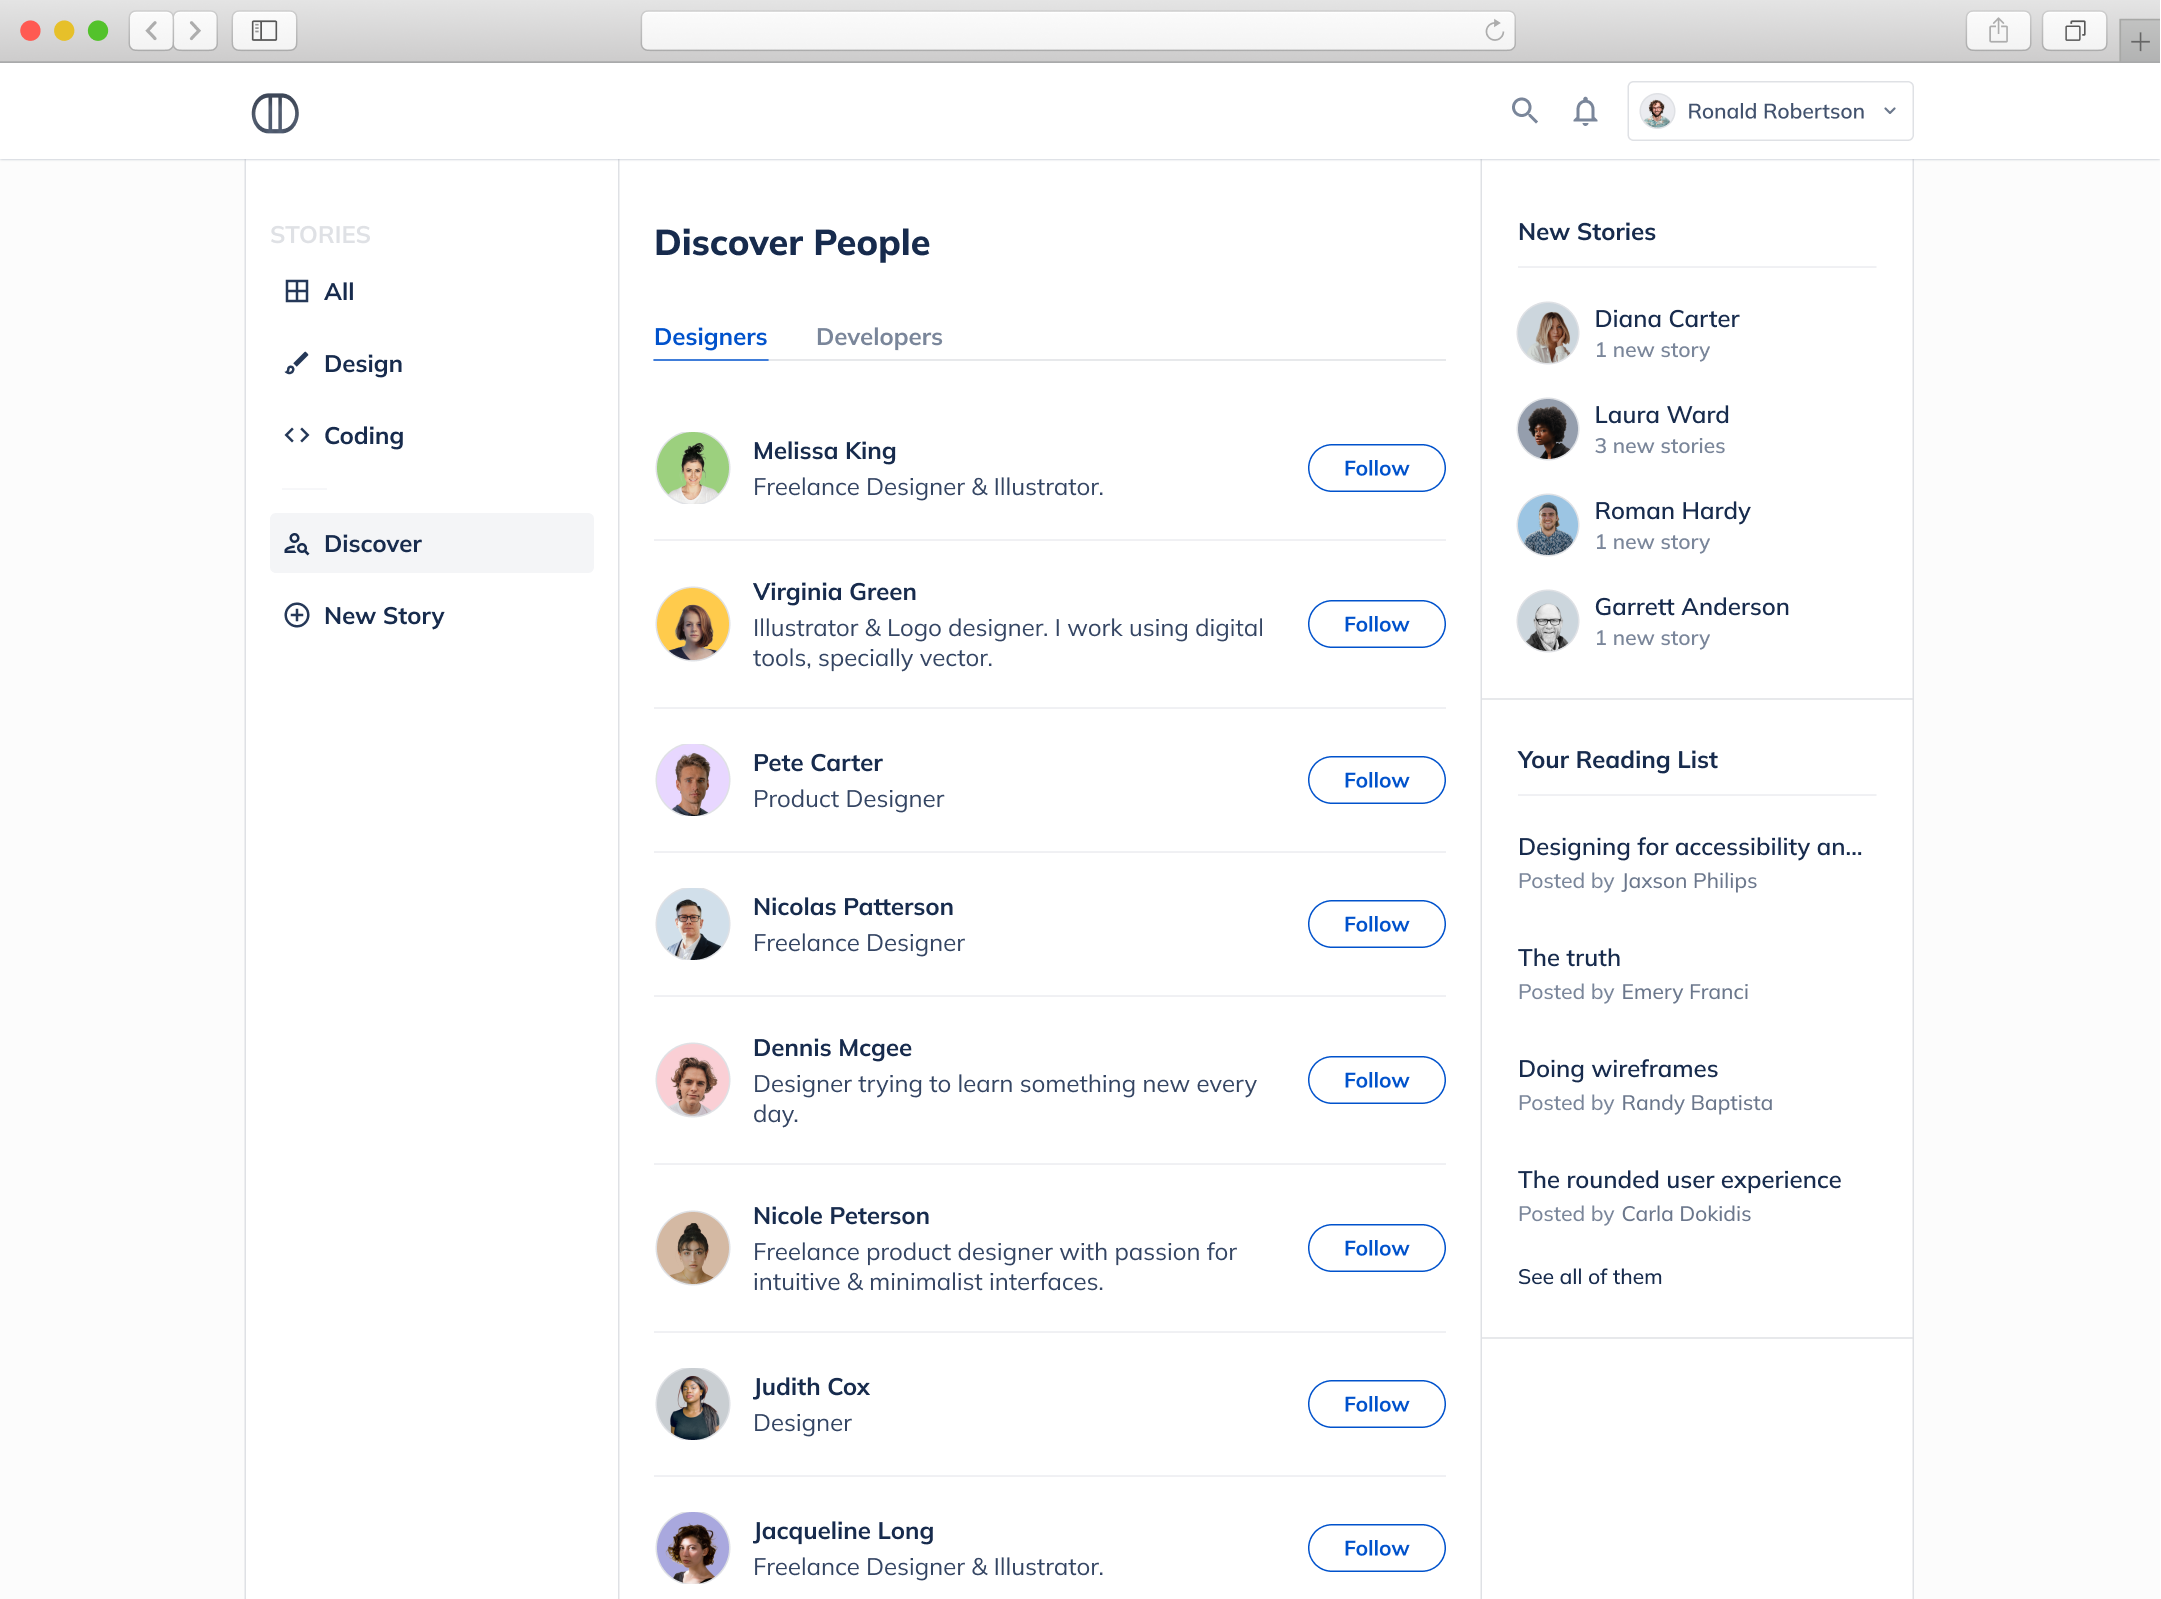 Ronald Robertson
STORIES
All
Design
Coding
Discover
New Story
Discover People
Designers
Developers
Melissa King
Freelance Designer & Illustrator.
Follow
Virginia Green
Illustrator & Logo designer. I work using digital
tools, specially vector.
Follow
Pete Carter
Product Designer
Follow
Nicolas Patterson
Freelance Designer
Follow
Dennis Mcgee
Designer trying to learn something new every
day.
Follow
Nicole Peterson
Freelance product designer with passion for
intuitive & minimalist interfaces.
Follow
Judith Cox
Designer
Follow
Jacqueline Long
Freelance Designer & Illustrator.
Follow
New Stories
Diana Carter
1 new story
Laura Ward
3 new stories
Roman Hardy
1 new story
Garrett Anderson
1 new story
Your Reading List
Designing for accessibility an...
Posted by Jaxson Philips
The truth
Posted by Emery Franci
Doing wireframes
Posted by Randy Baptista
The rounded user experience
Posted by Carla Dokidis
See all of them